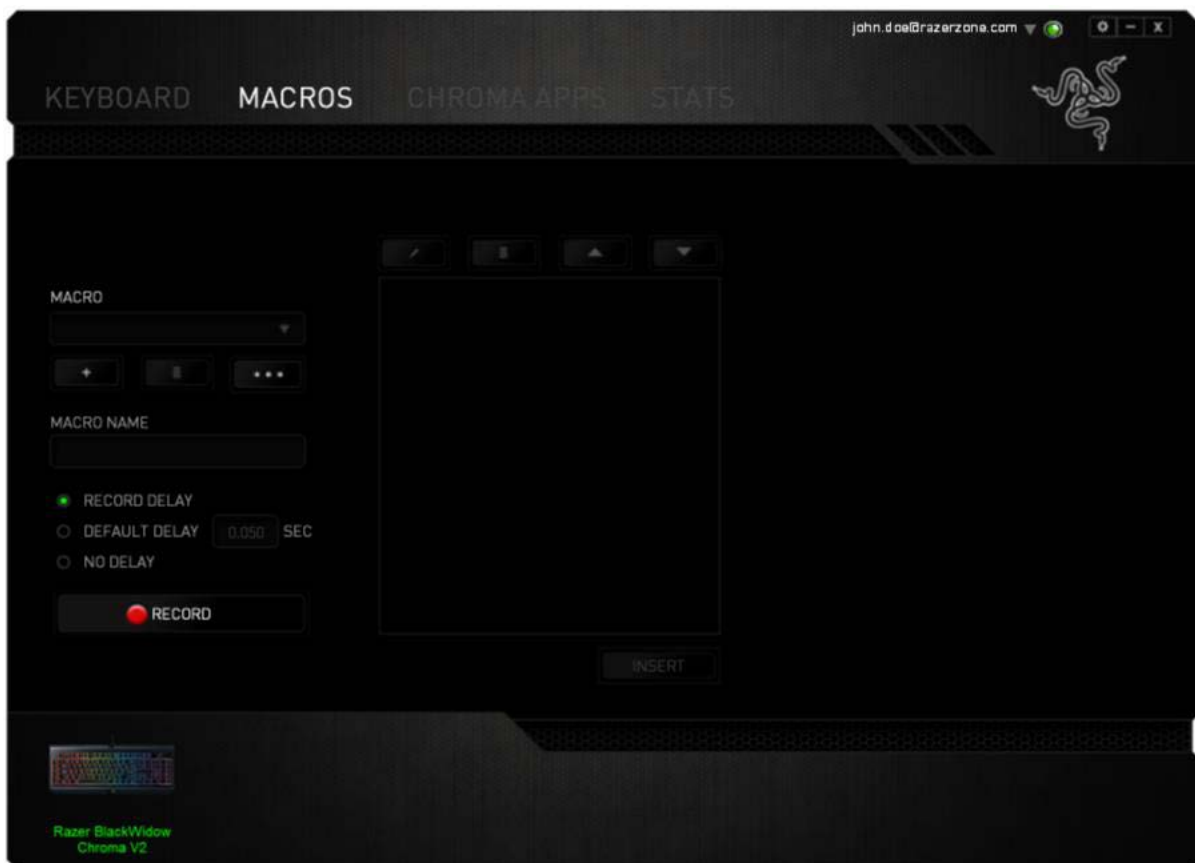 john.doe@razerzone.com
KEYBOARD MACROS CHROMA APPS STATS
MACRO
MACRO NAME
RECORD DELAY
DEFAULT DELAY 0.050 SEC
NO DELAY
RECORD
INSERT
Razer BlackWidow
Chroma V2